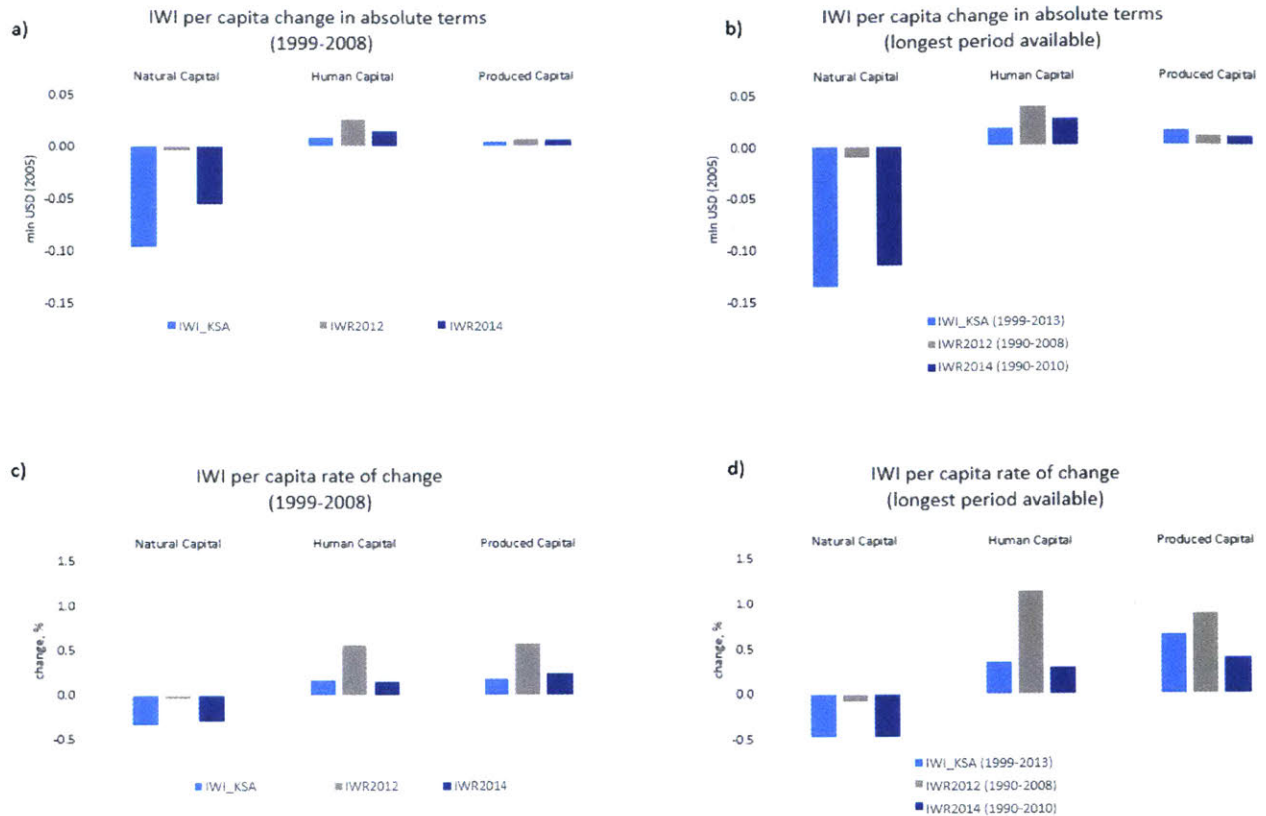 a)
IWI per capita change in absolute terms
(1999-2008)
Natural Capital Human Capital Produced Capital
0.05
0.00
-0.05
-0.10
-0.15
mln USD (2005)
IWI_KSA IWR2012 IWR2014
b)
IWI per capita change in absolute terms
(longest period available)
Natural Capital Human Capital Produced Capital
0.05
0.00
-0.05
-0.10
-0.15
mln USD (2005)
IWI_KSA (1999-2013)
IWR2012 (1990-2008)
IWR2014 (1990-2010)
c)
IWI per capita rate of change
(1999-2008)
Natural Capital Human Capital Produced Capital
1.5
1.0
0.5
0.0
-0.5
change, %
IWI_KSA IWR2012 IWR2014
d)
IWI per capita rate of change
(longest period available)
Natural Capital Human Capital Produced Capital
1.5
1.0
0.5
0.0
-0.5
change, %
IWI_KSA (1999-2013)
IWR2012 (1990-2008)
IWR2014 (1990-2010)